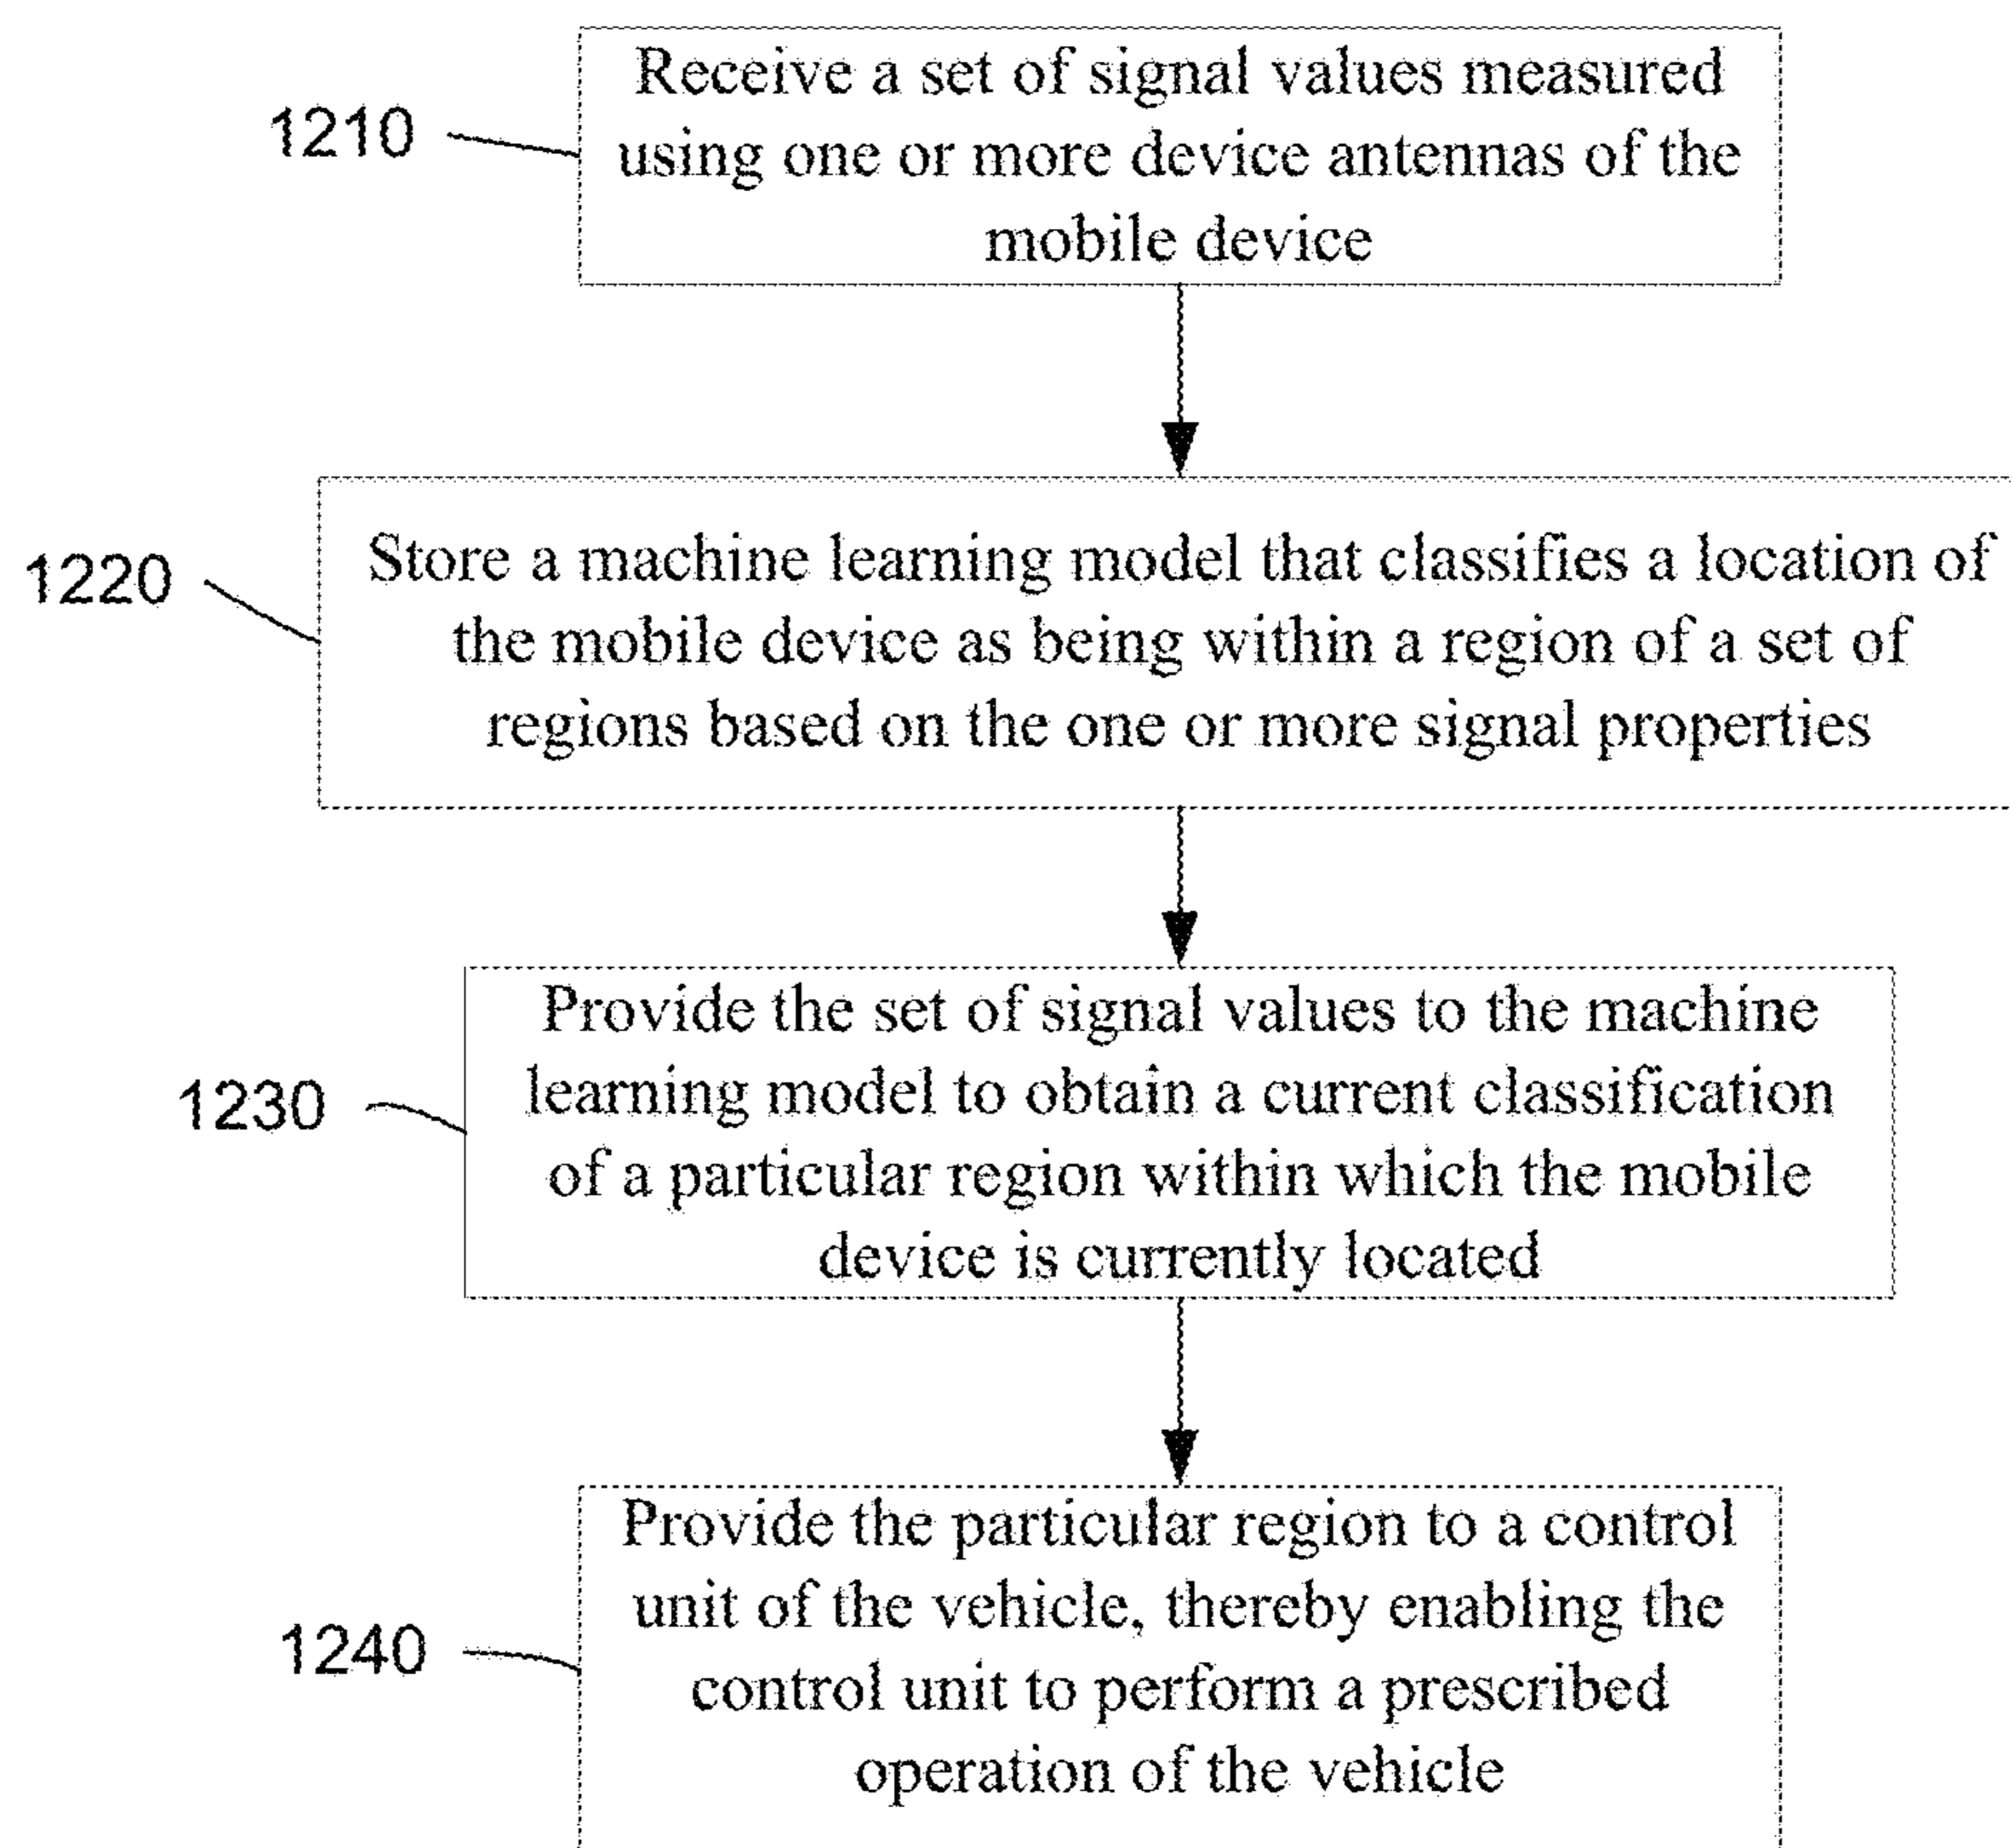 Receive a set of signal values measured
1210
using one or more device antennas of the
mobile device
Store a machine learning model that classifies a location of
1220
the mobile device as being within a region of a set of
regions based on the one or more signal properties
Provide the set of signal values to the machine
1230
learning model to obtain a current classification
of a particular region within which the mobile
device is currently located
Provide the particular region to a control
unit of the vehicle, thereby enabling the
1240
control unit to perform a prescribed
operation of the vehicle